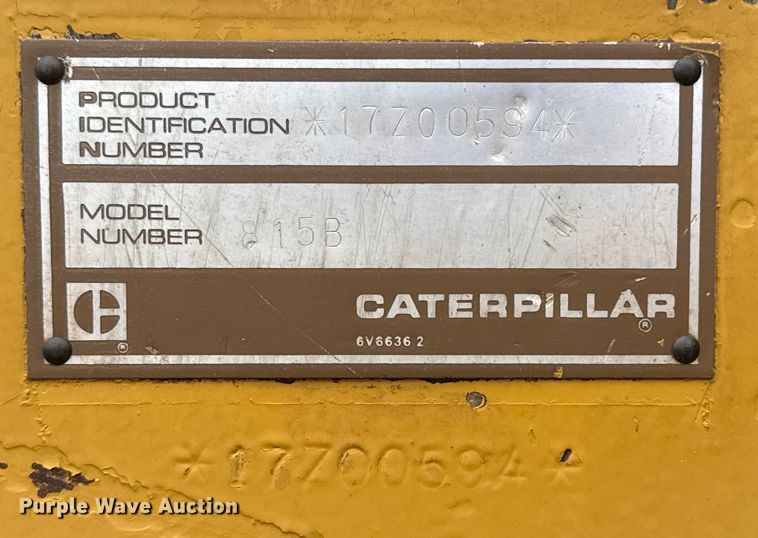 PRODUCT
IDENTIFICATION *17Z00594*
NUMBER
MODEL
NUMBER 815B
C
®
CATERPILLAR
®
6V6636 2
*17Z00594*
Purple Wave Auction